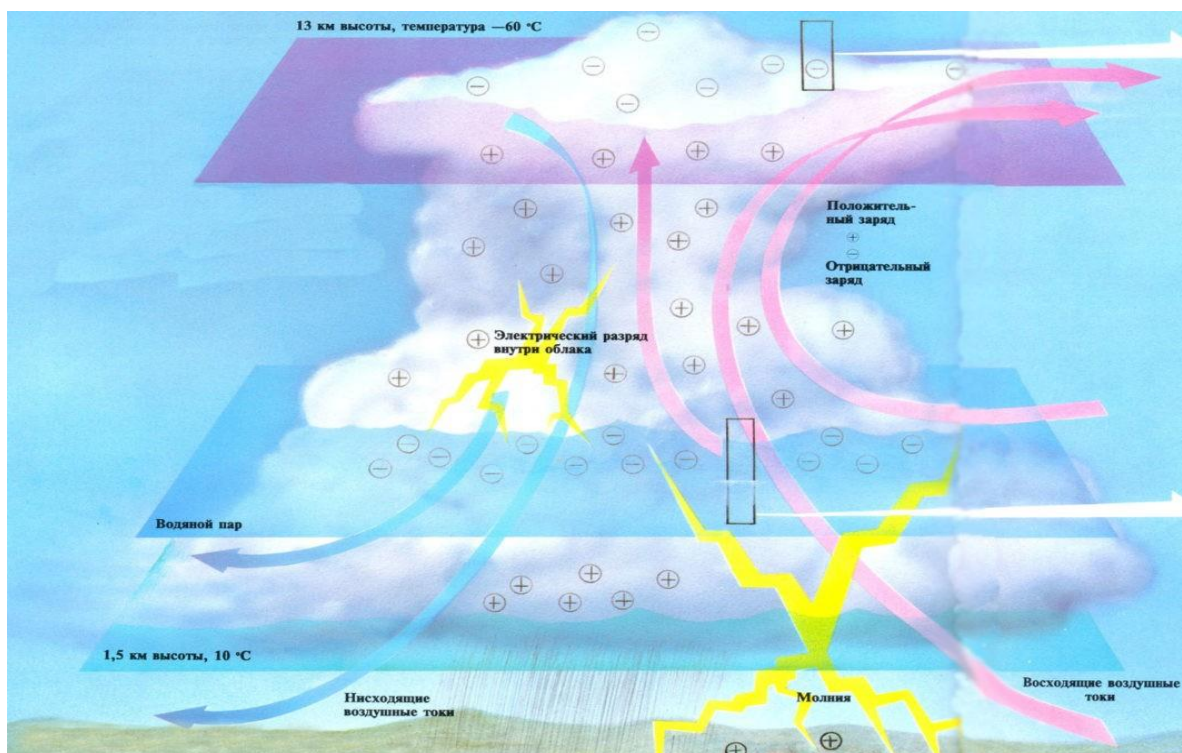 13 км высоты, температура —60 °C
Положитель-
ный заряд
Отрицательный
заряд
Электрический разряд
внутри облака
Водяной пар
1,5 км высоты, 10 °C
Нисходящие
воздушные токи
Молния
Восходящие воздушные
токи